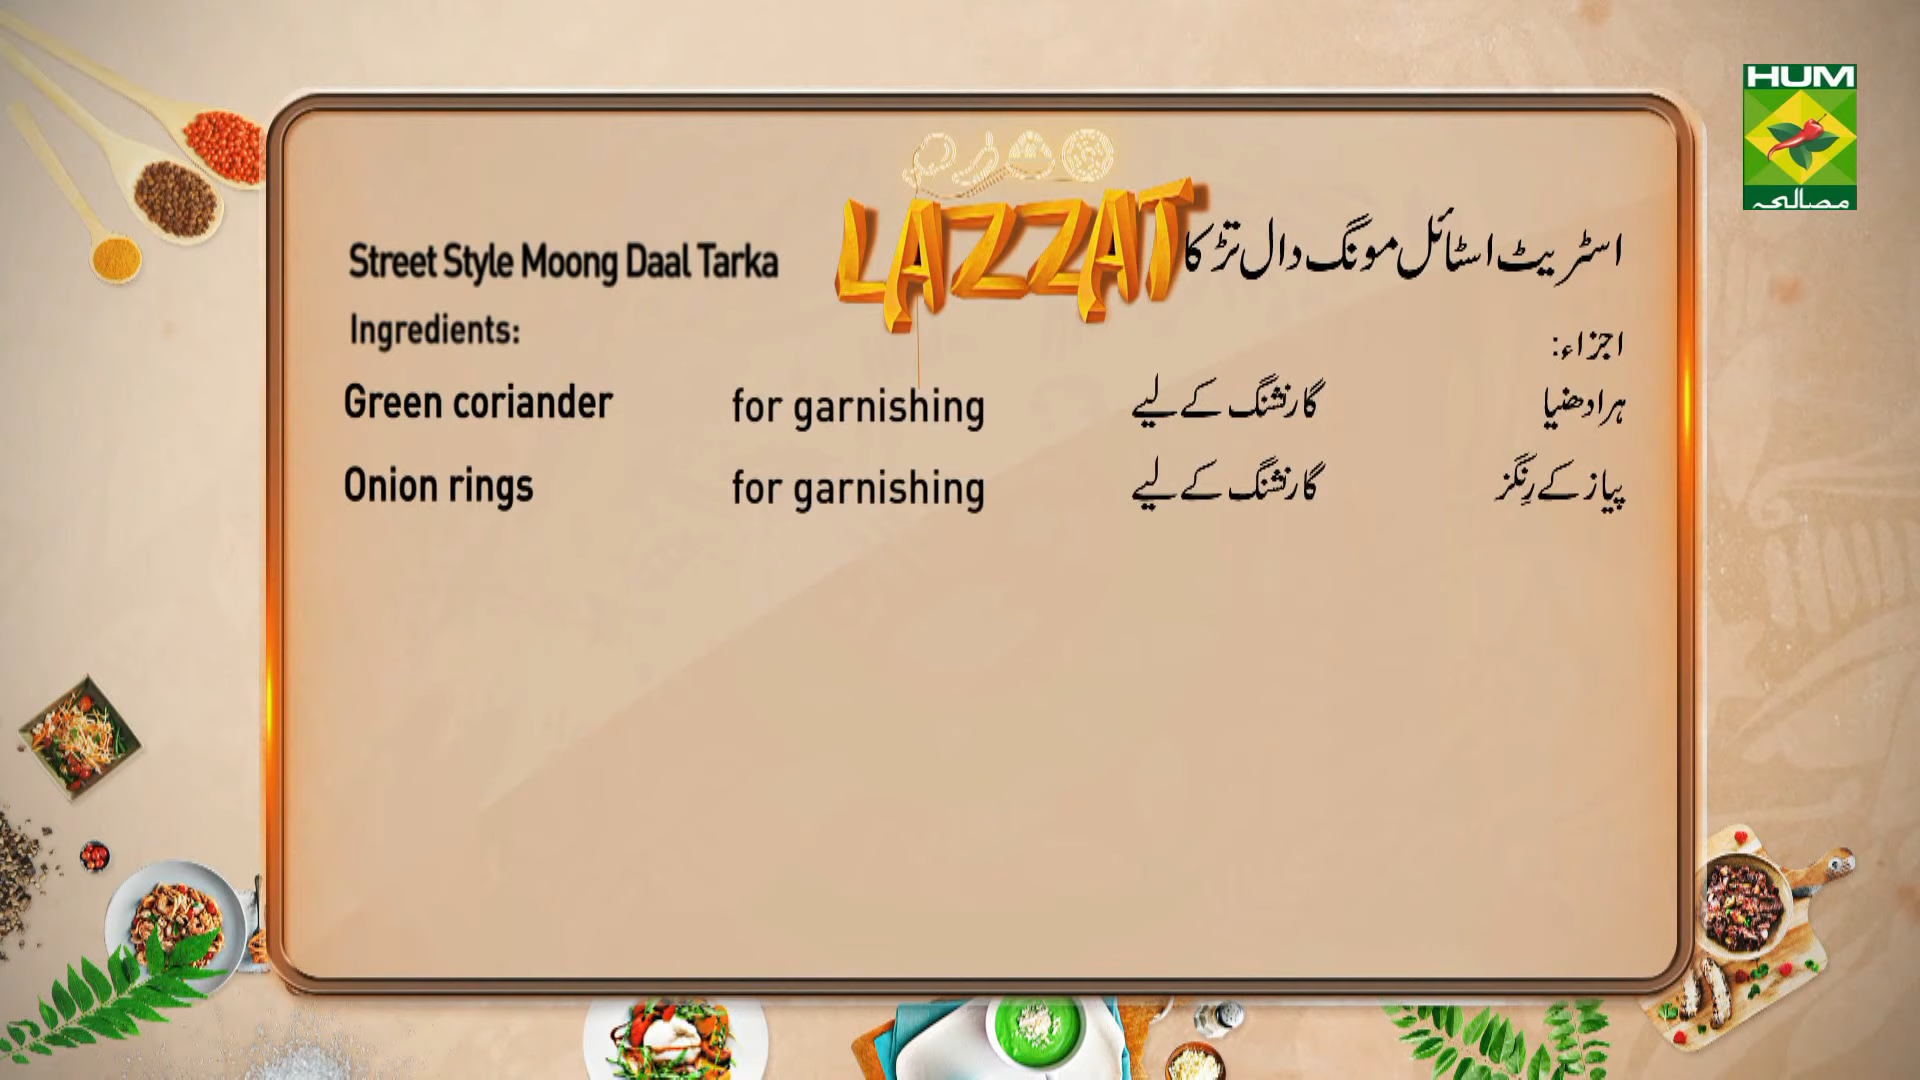 HUM
مصالحہ
LAZZAT
Street Style Moong Daal Tarka
اسٹریٹ اسٹائل مونگ دال تڑکا
Ingredients:
اجزاء:
Green coriander for garnishing گارنشنگ کے لیے ہرا دھنیا
Onion rings for garnishing گارنشنگ کے لیے پیاز کے رِنگز